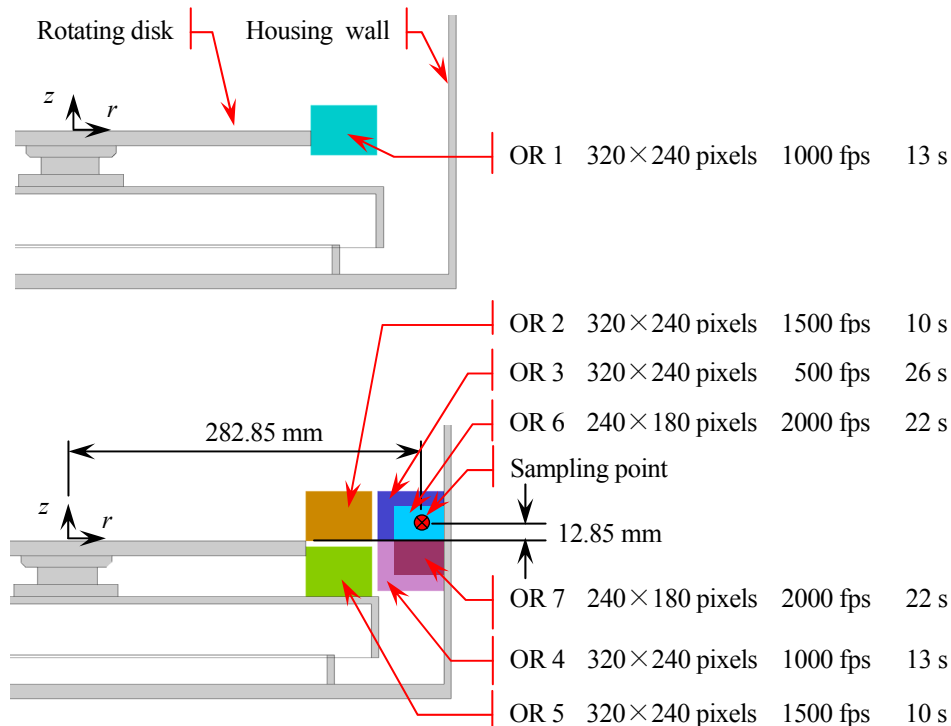 Rotating disk Housing wall
z r
OR 1 320×240 pixels 1000 fps 13 s
OR 2 320×240 pixels 1500 fps 10 s
OR 3 320×240 pixels 500 fps 26 s
OR 6 240×180 pixels 2000 fps 22 s
282.85 mm
Sampling point
z r
12.85 mm
OR 7 240×180 pixels 2000 fps 22 s
OR 4 320×240 pixels 1000 fps 13 s
OR 5 320×240 pixels 1500 fps 10 s